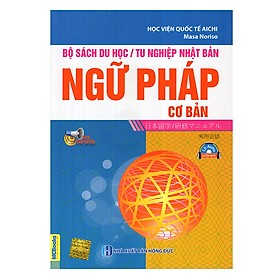 HỌC VIỆN QUỐC TẾ AICHI
Masa Noriso
BỘ SÁCH DU HỌC / TU NGHIỆP NHẬT BẢN
NGỮ PHÁP
CƠ BẢN
日本留学/研修マニュアル
MCBooks
NHÀ XUẤT BẢN HỒNG ĐỨC